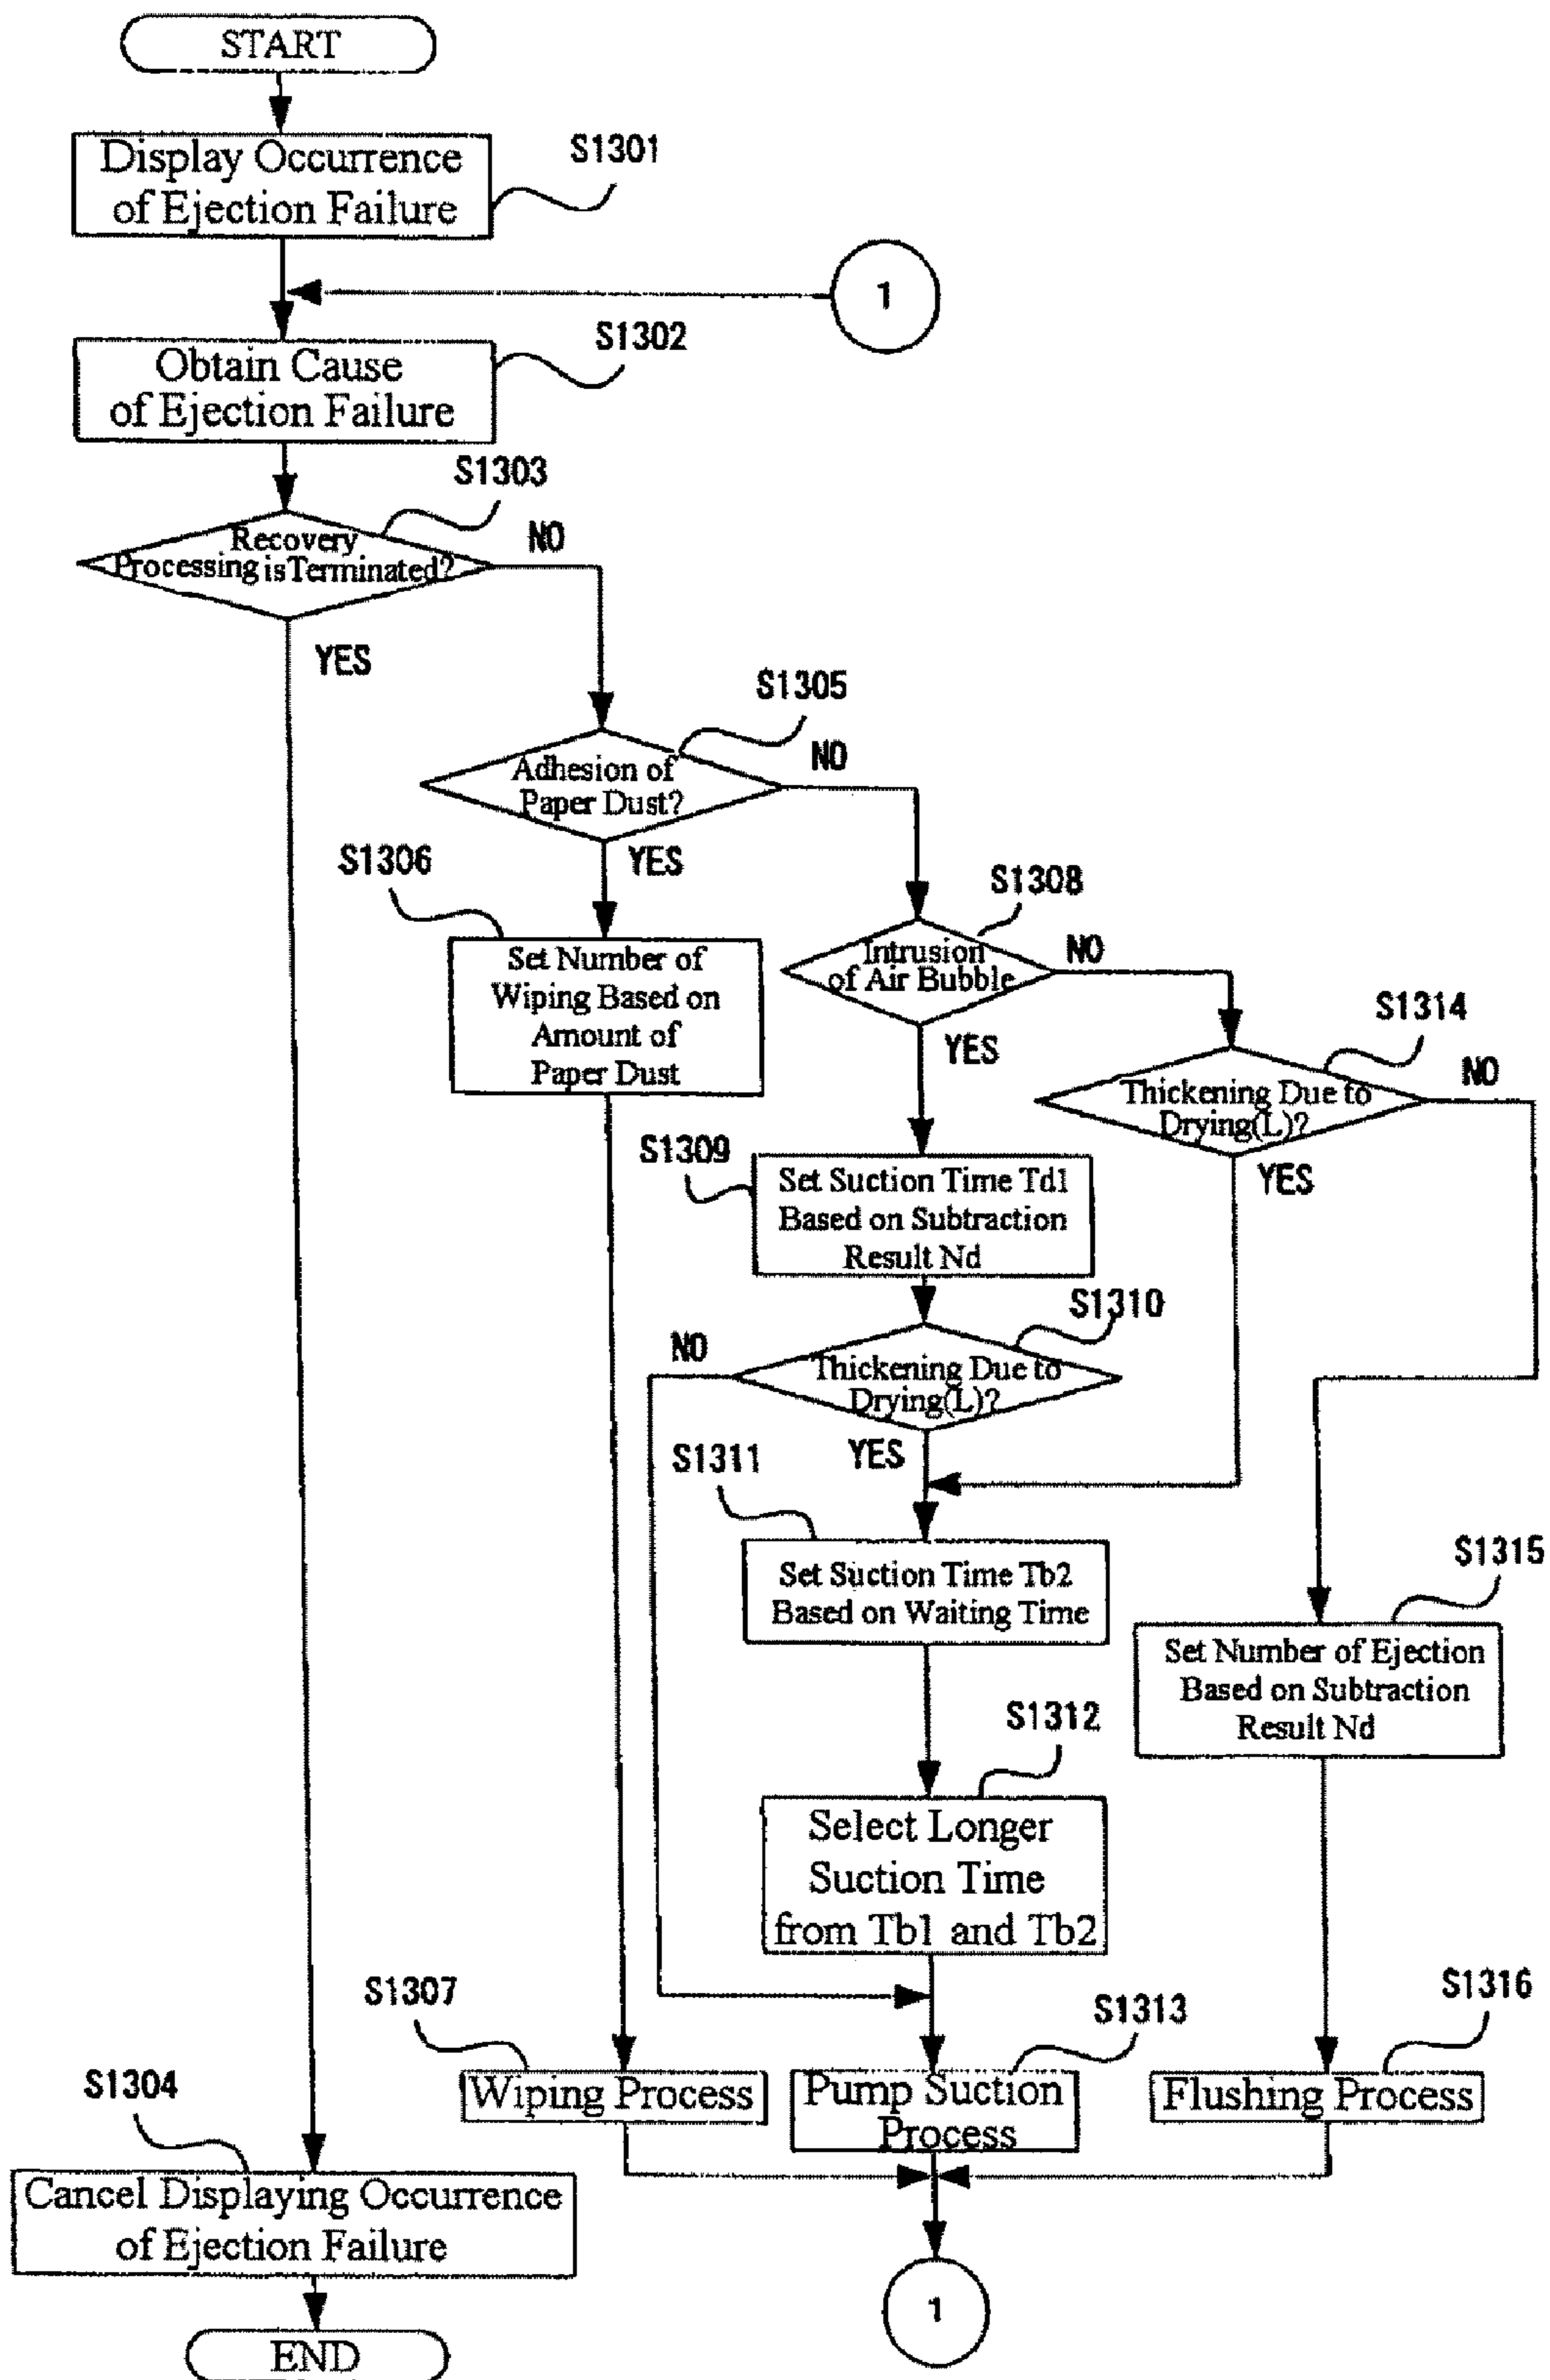 START
Display Occurrence
of Ejection Failure
S1301
1
Obtain Cause
of Ejection Failure
S1302
S1303
Recovery
Processing is Terminated?
NO
YES
S1305
Adhesion of
Paper Dust?
NO
YES
S1306
Set Number of
Wiping Based on
Amount of
Paper Dust
S1308
Intrusion
of Air Bubble
NO
YES
S1314
Thickening Due to
Drying(L)?
NO
YES
S1309
Set Suction Time Td1
Based on Subtraction
Result Nd
S1310
Thickening Due to
Drying(L)?
NO
YES
S1311
Set Suction Time Tb2
Based on Waiting Time
S1315
Set Number of Ejection
Based on Subtraction
Result Nd
S1312
Select Longer
Suction Time
from Tb1 and Tb2
S1307
Wiping Process
S1313
Pump Suction
Process
S1316
Flushing Process
S1304
Cancel Displaying Occurrence
of Ejection Failure
1
END